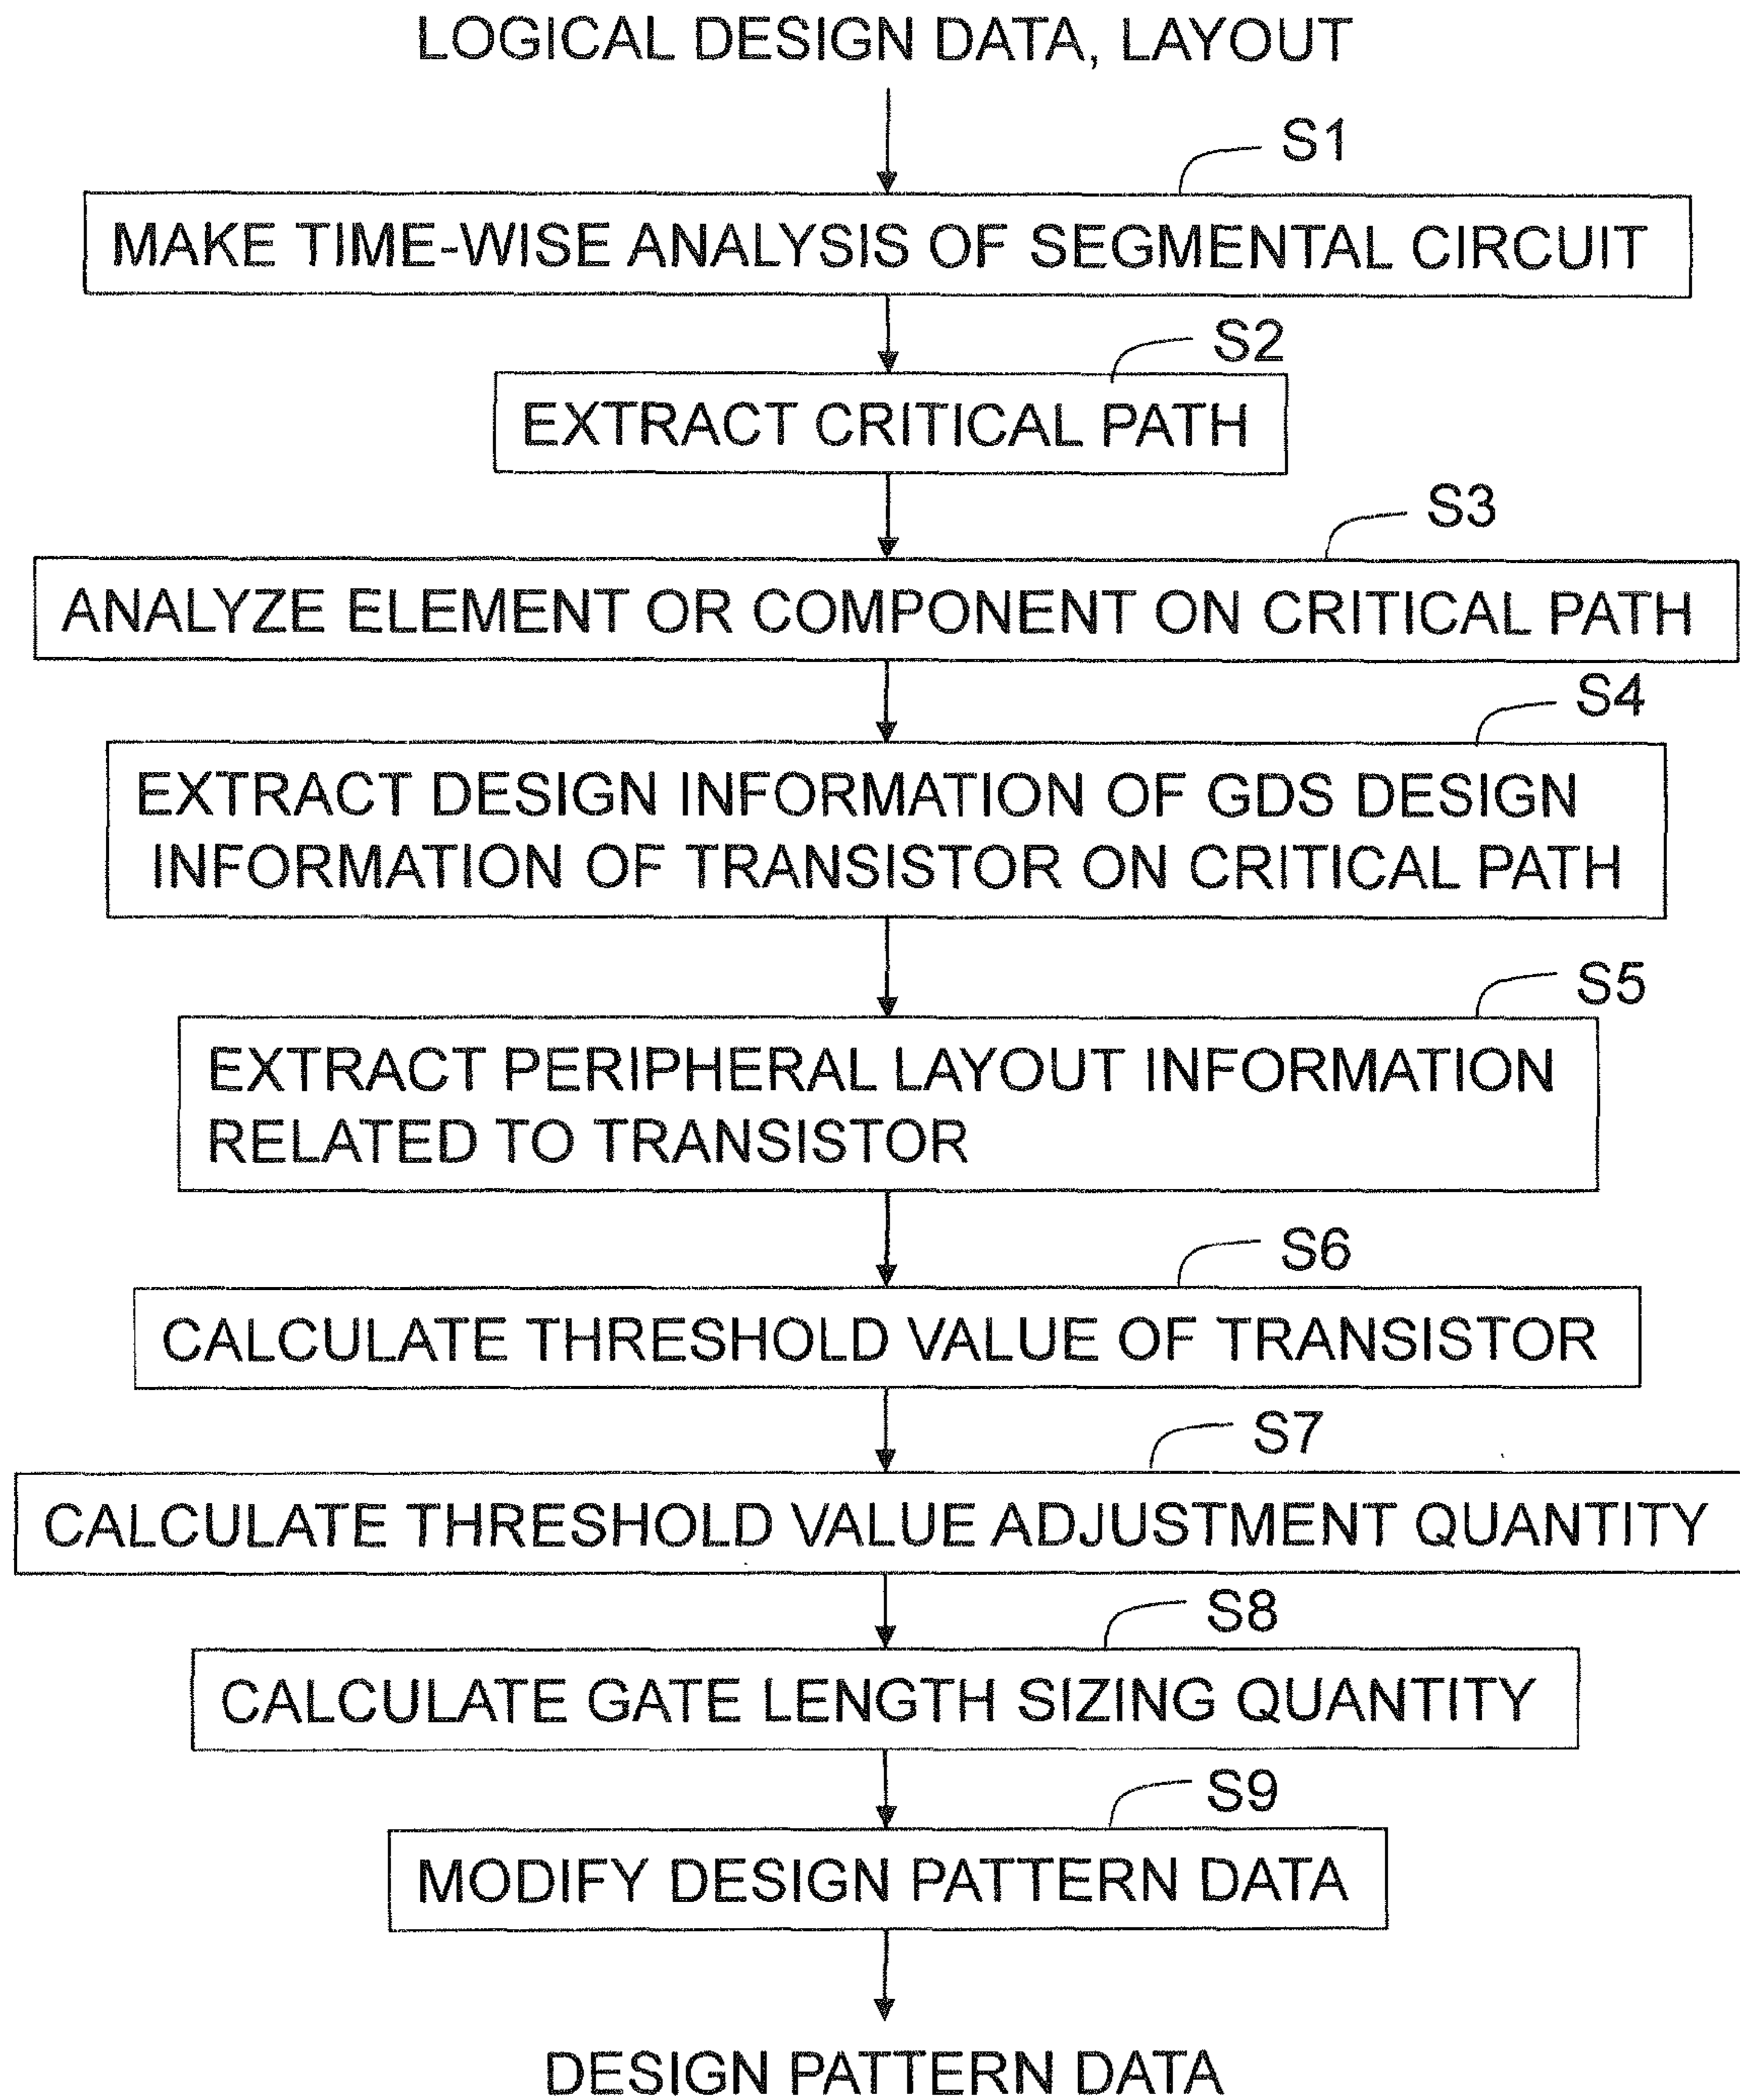 LOGICAL DESIGN DATA, LAYOUT
S1
MAKE TIME-WISE ANALYSIS OF SEGMENTAL CIRCUIT
S2
EXTRACT CRITICAL PATH
S3
ANALYZE ELEMENT OR COMPONENT ON CRITICAL PATH
S4
EXTRACT DESIGN INFORMATION OF GDS DESIGN
INFORMATION OF TRANSISTOR ON CRITICAL PATH
S5
EXTRACT PERIPHERAL LAYOUT INFORMATION
RELATED TO TRANSISTOR
S6
CALCULATE THRESHOLD VALUE OF TRANSISTOR
S7
CALCULATE THRESHOLD VALUE ADJUSTMENT QUANTITY
S8
CALCULATE GATE LENGTH SIZING QUANTITY
S9
MODIFY DESIGN PATTERN DATA
DESIGN PATTERN DATA